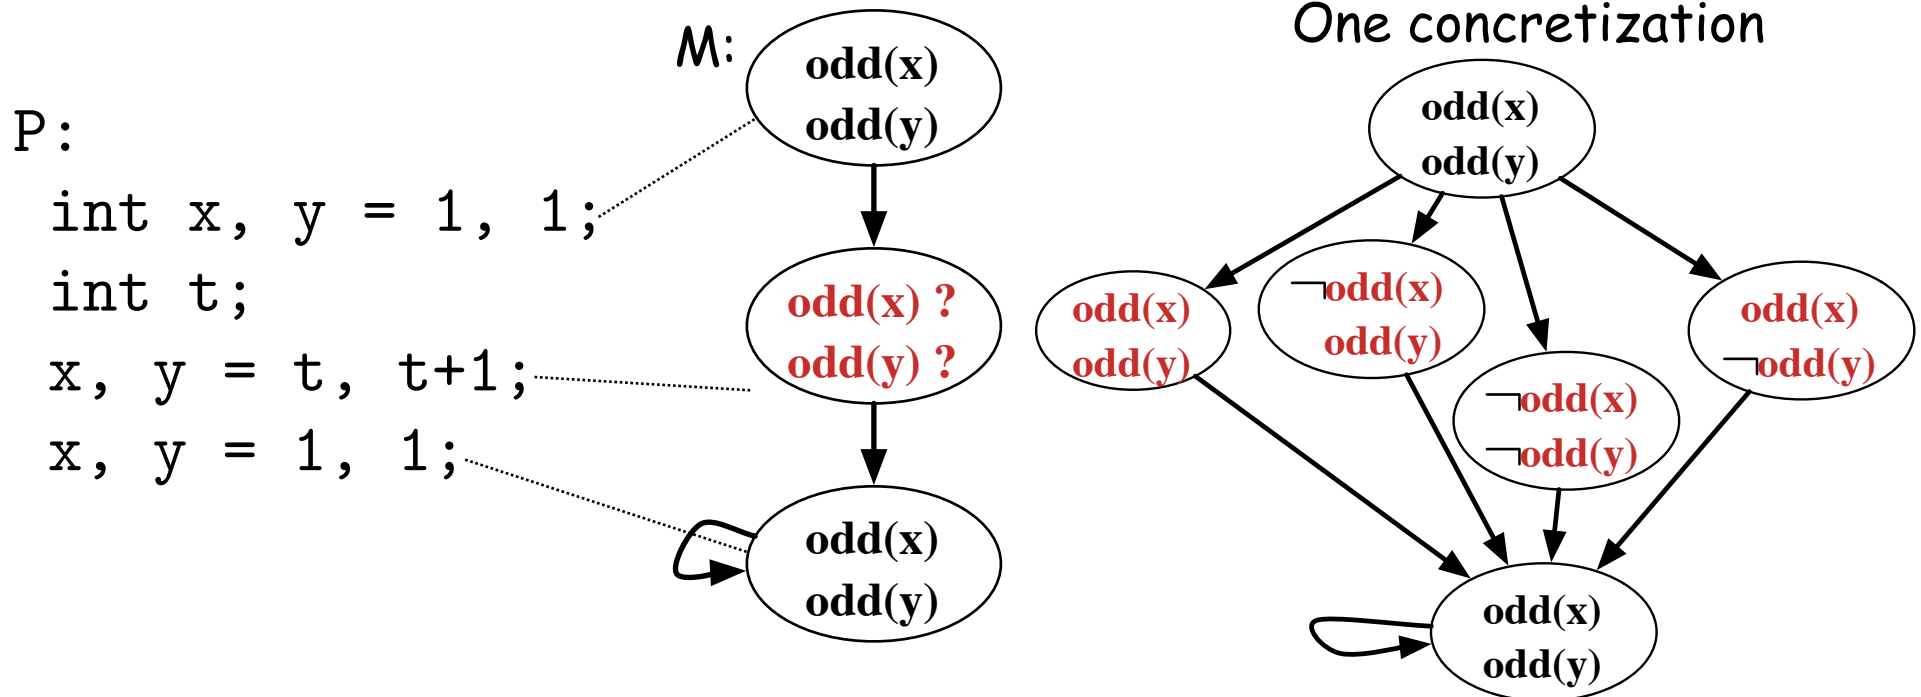 P:
int x, y = 1, 1;
int t;
x, y = t, t+1;
x, y = 1, 1;
M:
odd(x)
odd(y)
odd(x) ?
odd(y) ?
odd(x)
odd(y)
One concretization
odd(x)
odd(y)
odd(x)
odd(y)
¬odd(x)
odd(y)
¬odd(x)
¬odd(y)
odd(x)
¬odd(y)
odd(x)
odd(y)